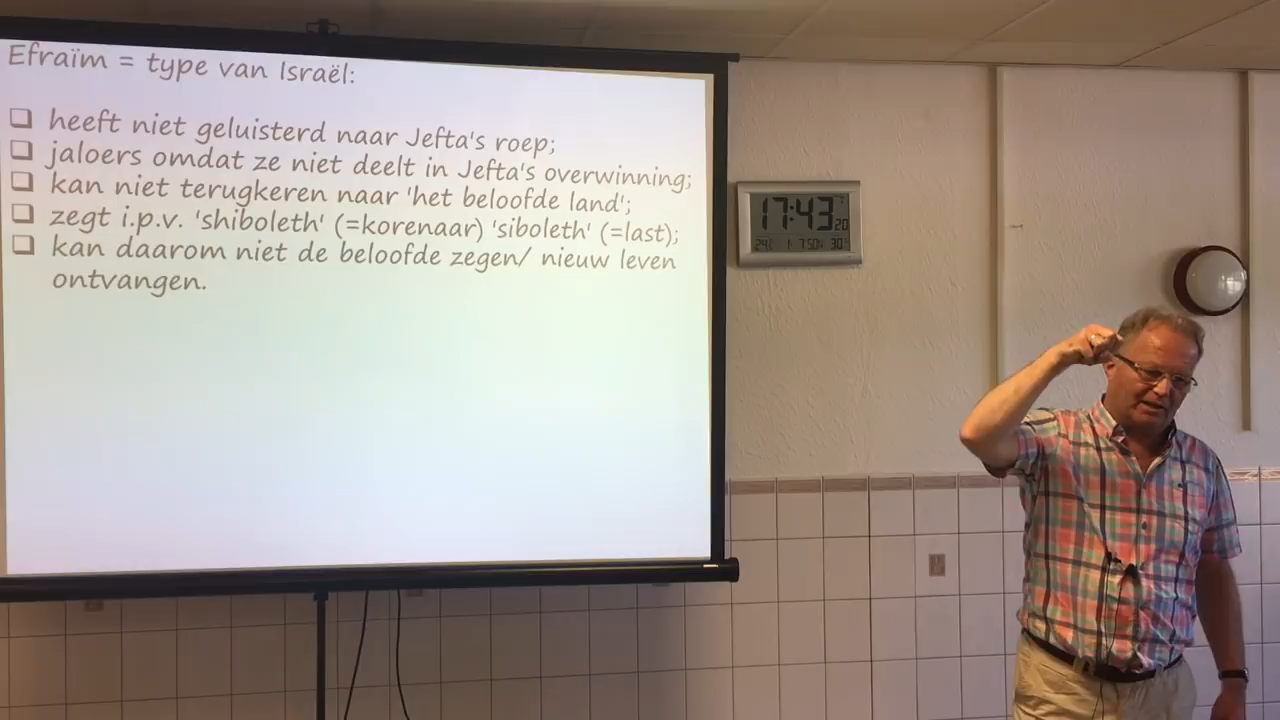 Efraïm = type van Israël:
❑ heeft niet geluisterd naar Jefta's roep;
❑ jaloers omdat ze niet deelt in Jefta's overwinning;
❑ kan niet terugkeren naar 'het beloofde land';
❑ zegt i.p.v. 'shiboleth' (=korenaar) 'siboleth' (=last);
❑ kan daarom niet de beloofde zegen/ nieuw leven
ontvangen.
17:43 20